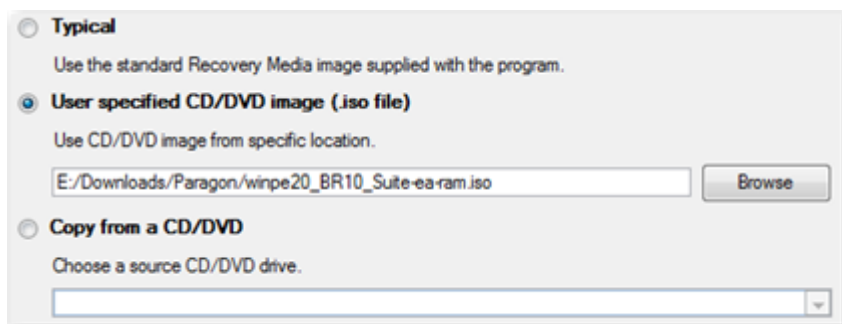 Typical
Use the standard Recovery Media image supplied with the program.
User specified CD/DVD image (.iso file)
Use CD/DVD image from specific location.
E:/Downloads/Paragon/winpe20_BR10_Suite-ea-ram.iso
Browse
Copy from a CD/DVD
Choose a source CD/DVD drive.